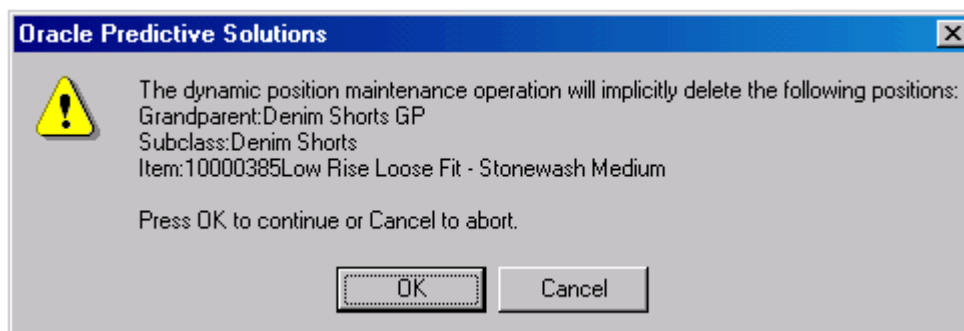 Oracle Predictive Solutions
The dynamic position maintenance operation will implicitly delete the following positions:
Grandparent:Denim Shorts GP
Subclass:Denim Shorts
Item:10000385Low Rise Loose Fit - Stonewash Medium
Press OK to continue or Cancel to abort.
OK Cancel